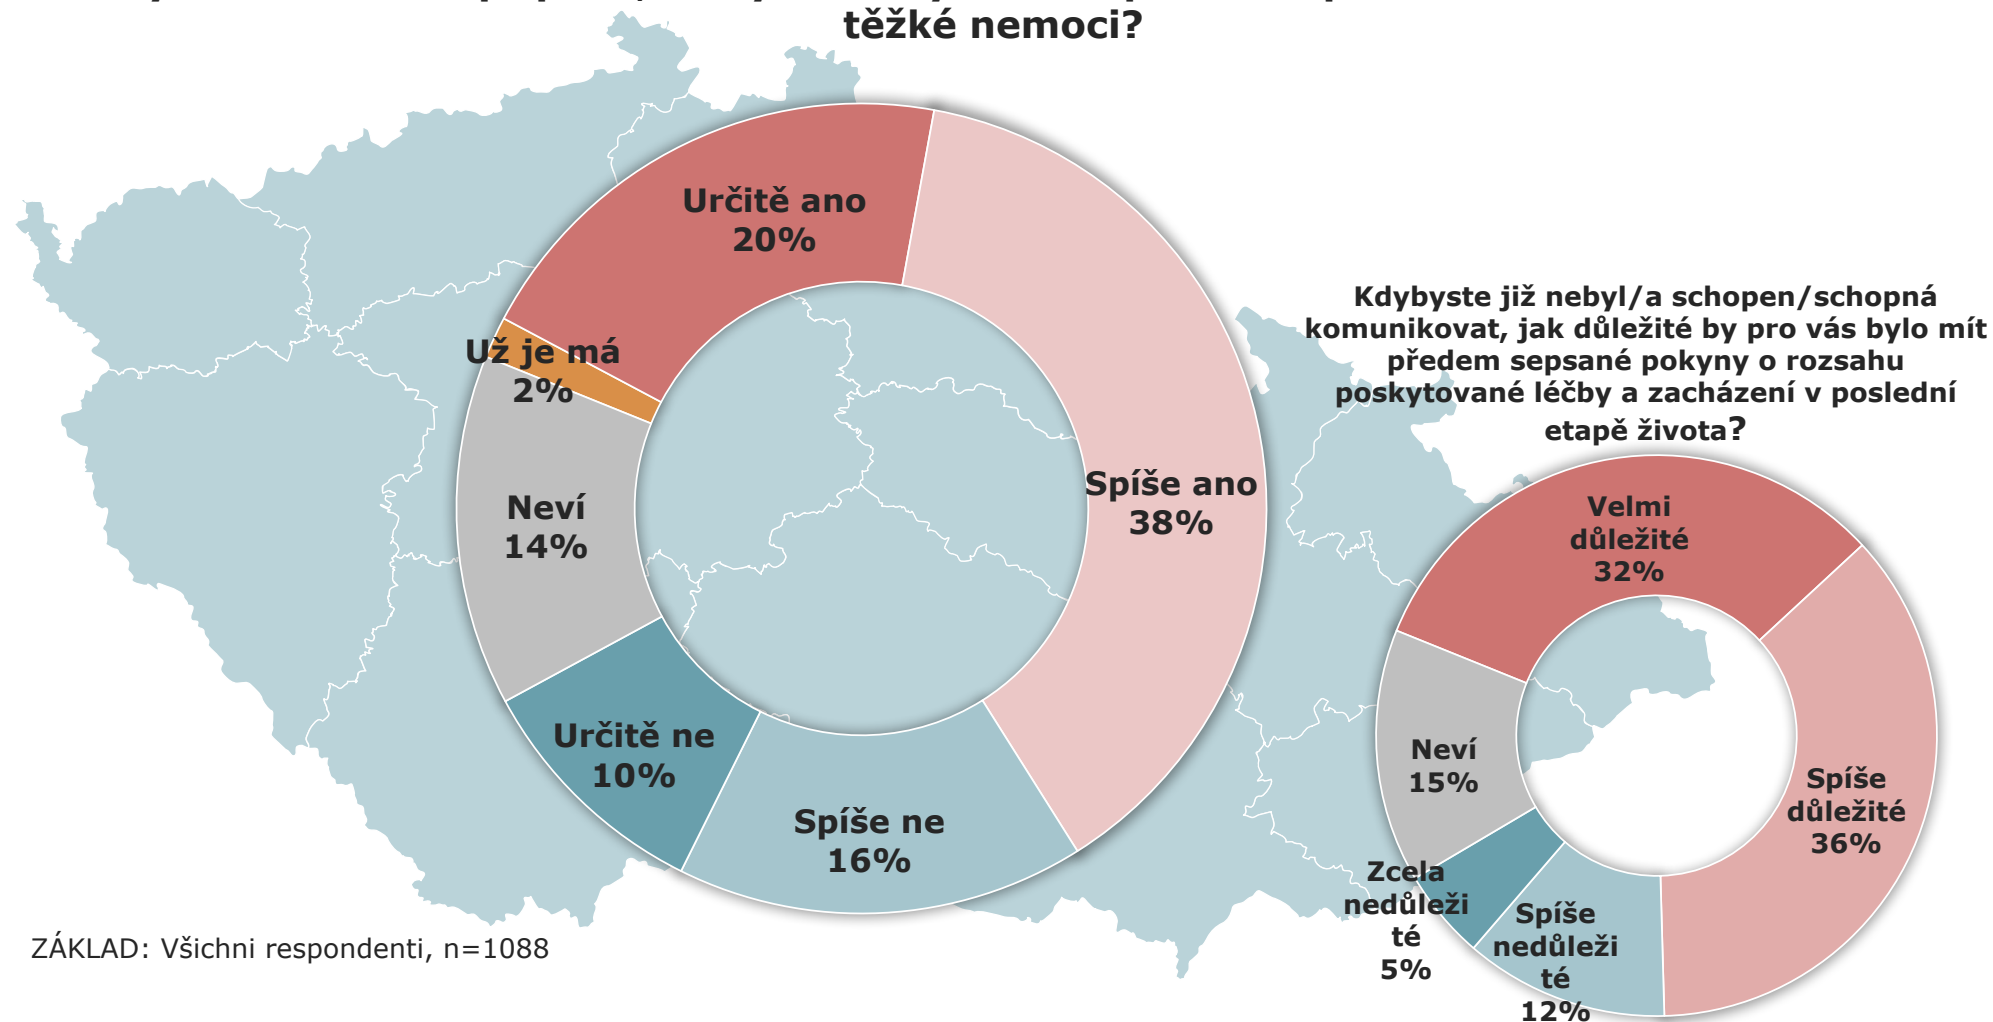 těžké nemoci?
Určitě ano
20%
Spíše ano
38%
Už je má
2%
Neví
14%
Určitě ne
10%
Spíše ne
16%
Kdybyste již nebyl/a schopen/schopná
komunikovat, jak důležité by pro vás bylo mít
předem sepsané pokyny o rozsahu
poskytované léčby a zacházení v poslední
etapě života?
Velmi
důležité
32%
Neví
15%
Spíše
důležité
36%
Zcela
nedůleži
té
5%
Spíše
nedůleži
té
12%
ZÁKLAD: Všichni respondenti, n=1088